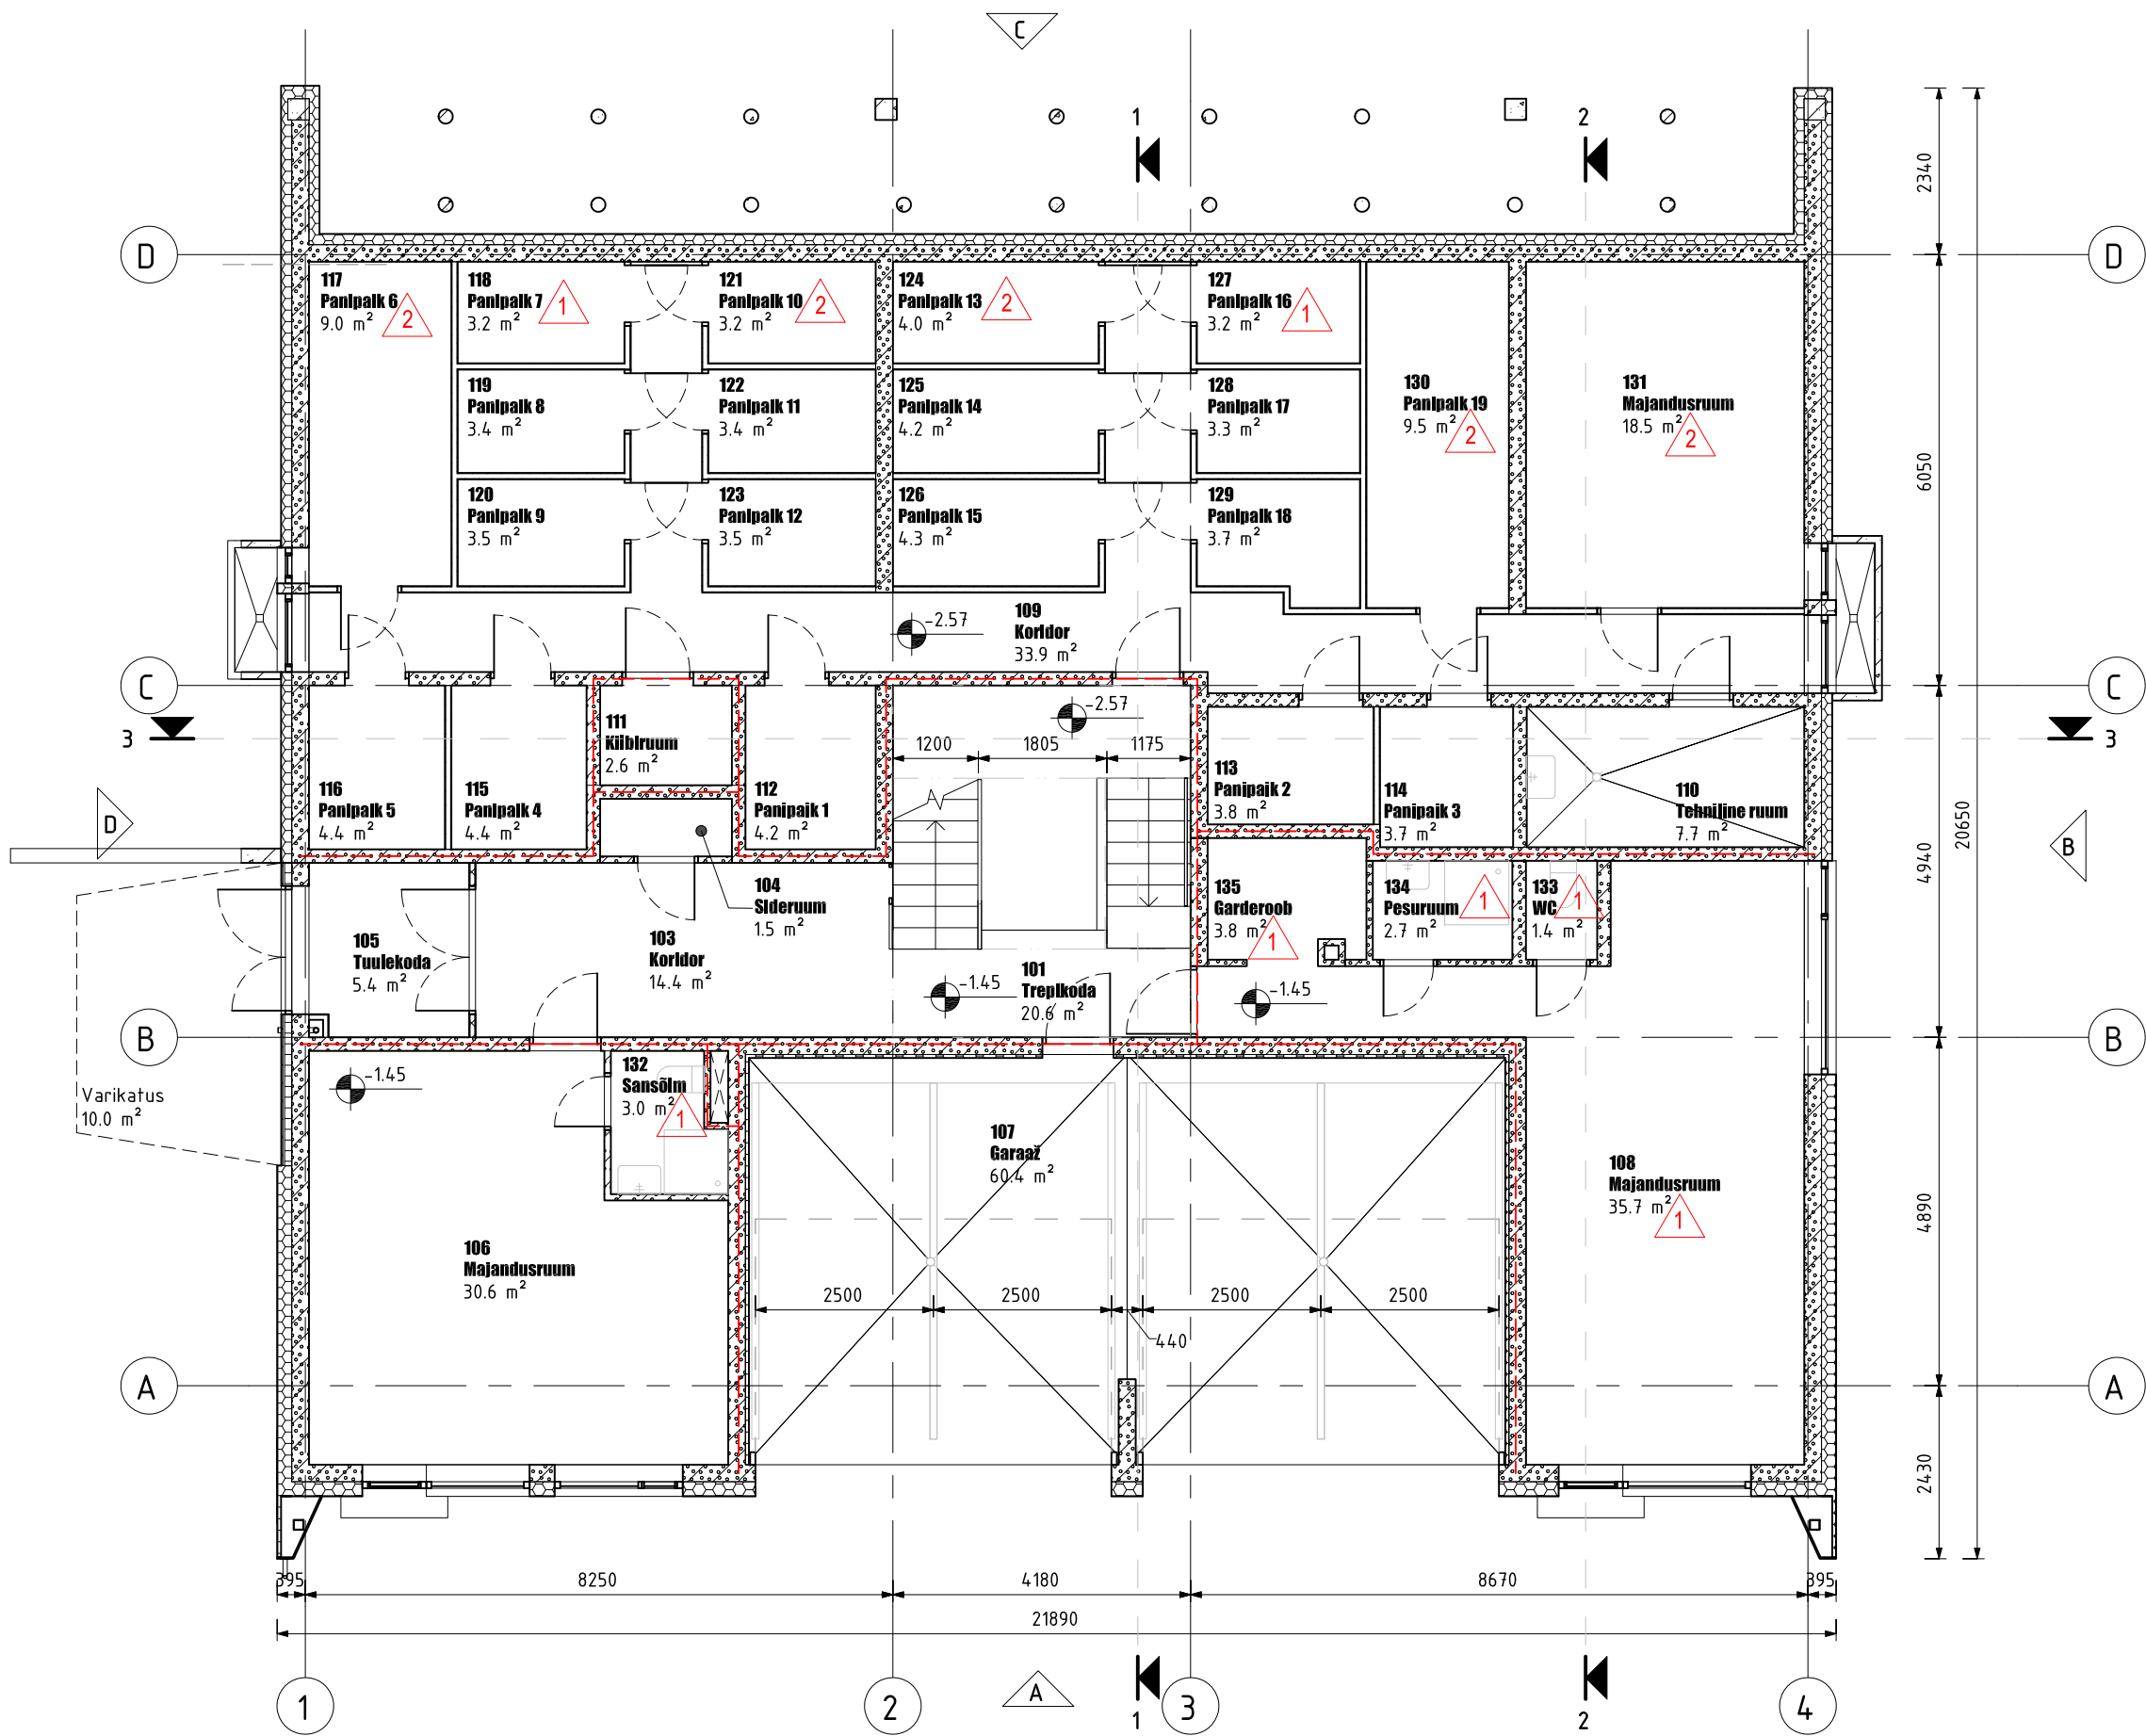 C
1
2
2340
D
D
117
Panipaik 6
9.0 m²
2
118
Panipaik 7
3.2 m²
1
121
Panipaik 10
3.2 m²
2
124
Panipaik 13
4.0 m²
2
127
Panipaik 16
3.2 m²
1
119
Panipaik 8
3.4 m²
122
Panipaik 11
3.4 m²
125
Panipaik 14
4.2 m²
128
Panipaik 17
3.3 m²
130
Panipaik 19
9.5 m²
2
131
Majandusruum
18.5 m²
2
6050
120
Panipaik 9
3.5 m²
123
Panipaik 12
3.5 m²
126
Panipaik 15
4.3 m²
129
Panipaik 18
3.7 m²
-2.57
109
Koridor
33.9 m²
C
C
3
3
-2.57
1200
1805
1175
111
Kiibiruum
2.6 m²
116
Panipaik 5
4.4 m²
115
Panipaik 4
4.4 m²
112
Panipaik 1
4.2 m²
113
Panipaik 2
3.8 m²
114
Panipaik 3
3.7 m²
110
Tehniline ruum
7.7 m²
D
B
20650
4940
104
Sideruum
1.5 m²
135
Garderoob
3.8 m²
1
134
Pesuruum
2.7 m²
1
133
WC
1.4 m²
1
105
Tuulekoda
5.4 m²
103
Koridor
14.4 m²
101
Trepikoda
20.6 m²
-1.45
-1.45
B
B
132
Sansõlm
3.0 m²
1
-1.45
Varikatus
10.0 m²
107
Garaaž
60.4 m²
108
Majandusruum
35.7 m²
1
4890
106
Majandusruum
30.6 m²
2500
2500
2500
2500
440
A
A
2430
395
8250
4180
8670
395
21890
1
2
A
3
4
1
2